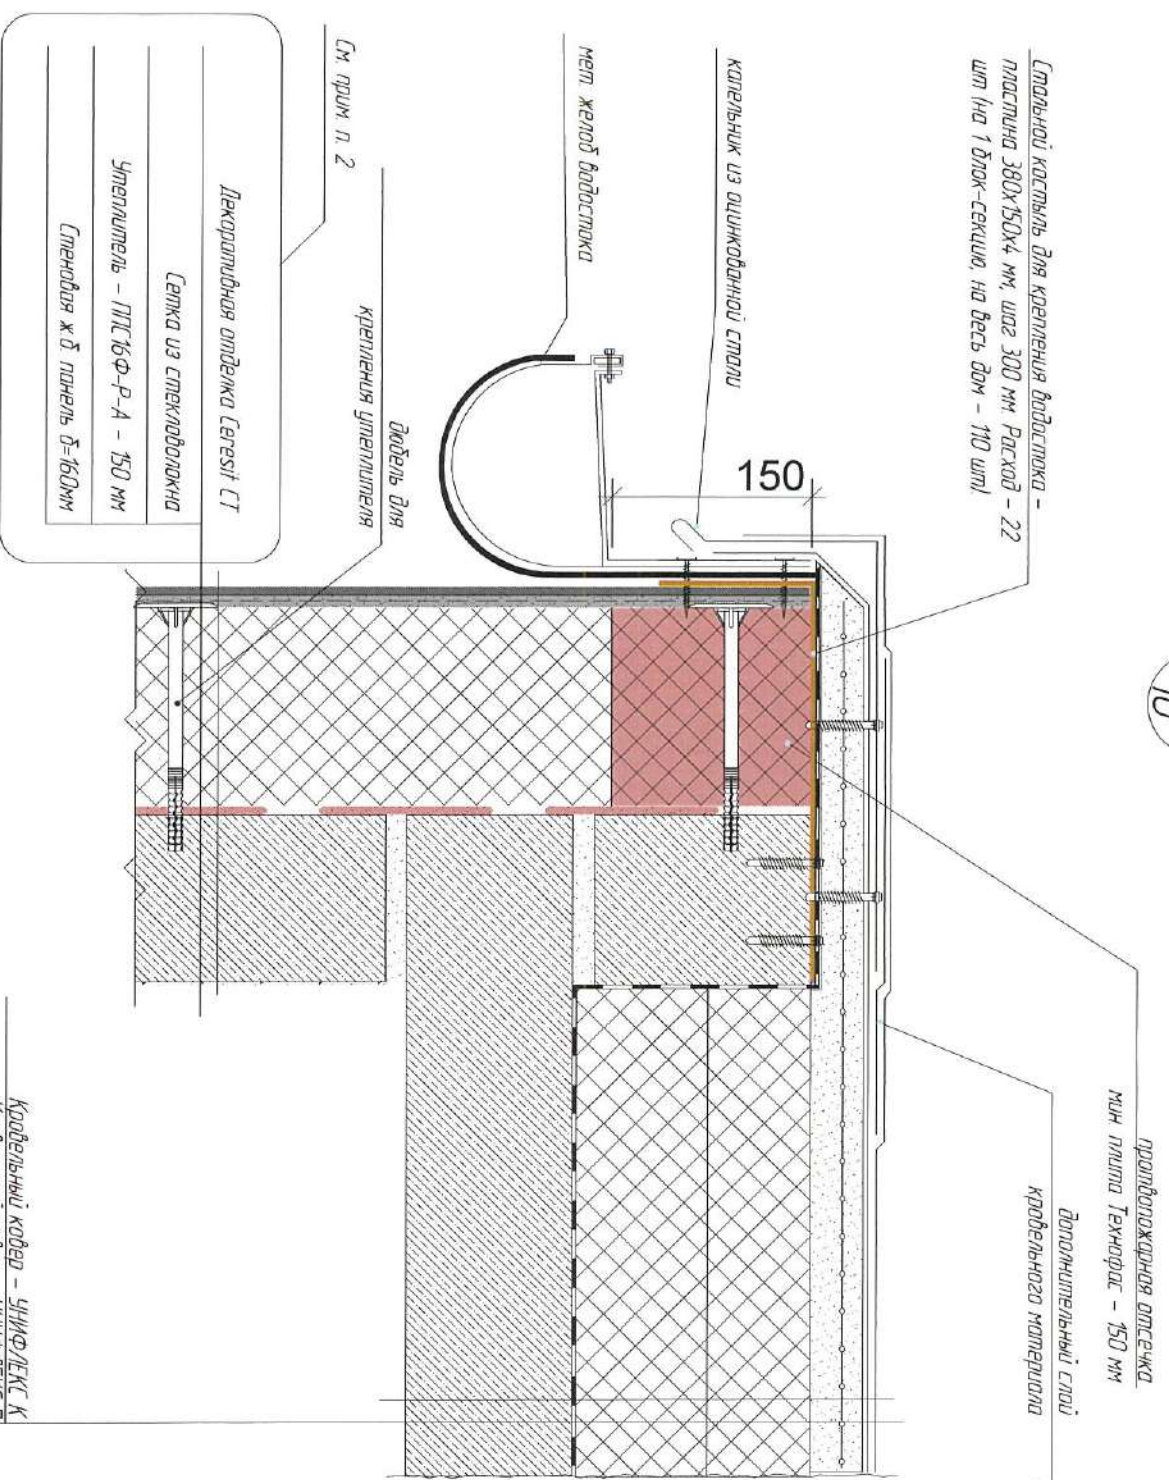 10
Стальной костыль для крепления водостока –
пластина 380х150х4 мм, шаг 300 мм. Расход – 22
шт (на 1 блок-секцию, на весь дом – 110 шт).
капельник из оцинкованной стали
мет. желоб водостока
См. прим. п. 2
дюбель для
крепления утеплителя
150
Декоративная отделка Ceresit СТ
Сетка из стекловолокна
Утеплитель – ППС16Ф-Р-А – 150 мм
Стеновая ж.б. панель δ=160мм
противопожарная отсечка
мин. плита Технофас – 150 мм
дополнительный слой
кровельного материала
Кровельный ковер – УНИФЛЕКС К